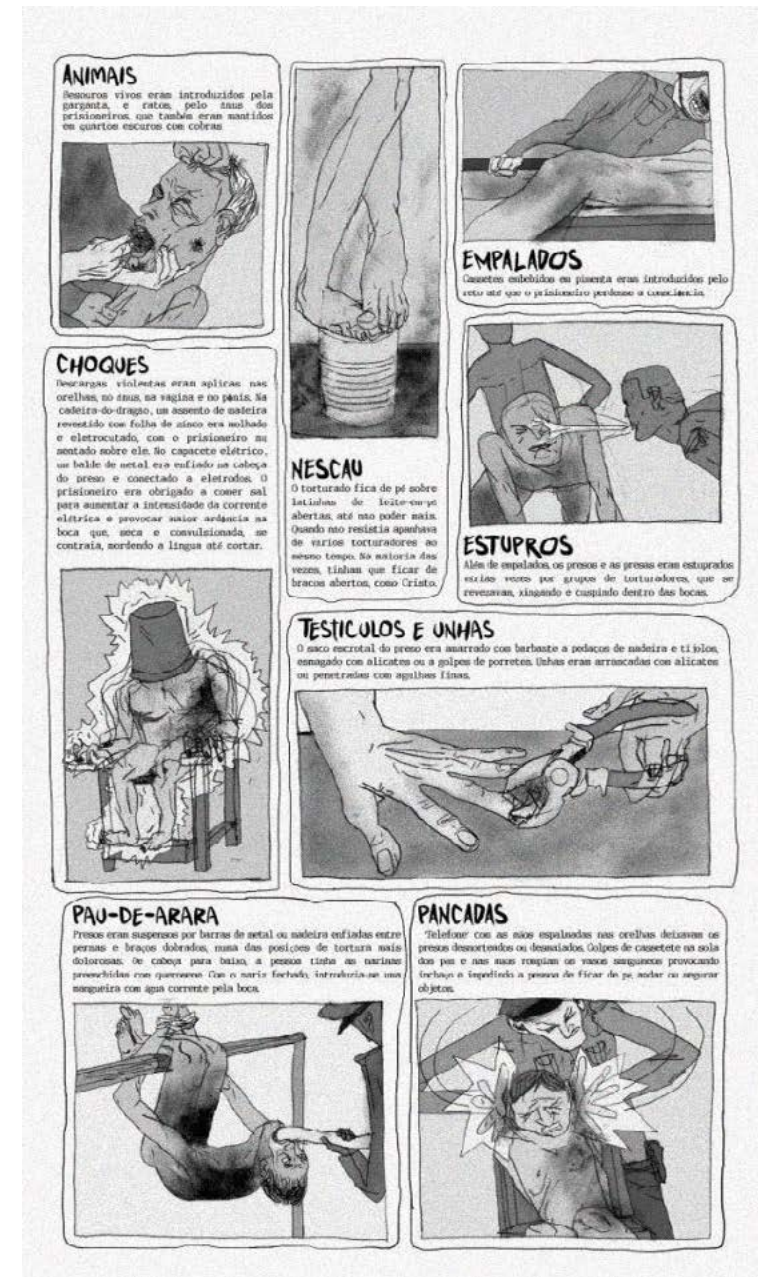 ANIMAIS
Besouros vivos eram introduzidos pela
garganta, e ratos, pelo ânus dos
prisioneiros, que também eram mantidos
em quartos escuros com cobras
EMPALADOS
Cassetes embebidos em pimenta eram introduzidos pelo
reto até que o prisioneiro perdesse a consciência.
CHOQUES
Descargas violentas eram aplicas nas
orelhas, no ânus, na vagina e no pênis. Na
cadeira-do-dragão, um assento de madeira
revestido com folha de zinco era molhado
e eletrocutado, com o prisioneiro nu
sentado sobre ele. No capacete elétrico,
um balde de metal era enfiado na cabeça
do preso e conectado a eletrodos. O
prisioneiro era obrigado a comer sal
para aumentar a intensidade da corrente
elétrica e provocar maior ardência na
boca que, seca e convulsionada, se
contraia, mordendo a língua até cortar.
NESCAU
O torturado fica de pé sobre
latinhas de leite-em-pó
abertas, até não poder mais.
Quando não resistia apanhava
de vários torturadores ao
mesmo tempo. Na maioria das
vezes, tinham que ficar de
bracos abertos, como Cristo.
ESTUPROS
Além de empalados, os presos e as presas eram estuprados
várias vezes por grupos de torturadores, que se
revezavam, xingando e cuspindo dentro das bocas.
TESTICULOS E UNHAS
O saco escrotal do preso era amarrado com barbante a pedaços de madeira e tijolos,
esmagado com alicates ou a golpes de porretes. Unhas eram arrancadas com alicates
ou penetradas com agulhas finas.
PAU-DE-ARARA
Presos eram suspensos por barras de metal ou madeira enfiadas entre
pernas e braços dobrados, numa das posições de tortura mais
dolorosas. De cabeça para baixo, a pessoa tinha as narinas
preenchidas com querosene. Com o nariz fechado, introduzia-se uma
mangueira com água corrente pela boca.
PANCADAS
'Telefone' com as mãos espalmadas nas orelhas deixavam os
presos desnorteados ou desmaiados. Golpes de cassetete na sola
dos pés e nas mãos rompiam os vasos sanguíneos provocando
inchaço e impedindo a pessoa de ficar de pé, andar ou segurar
objetos.